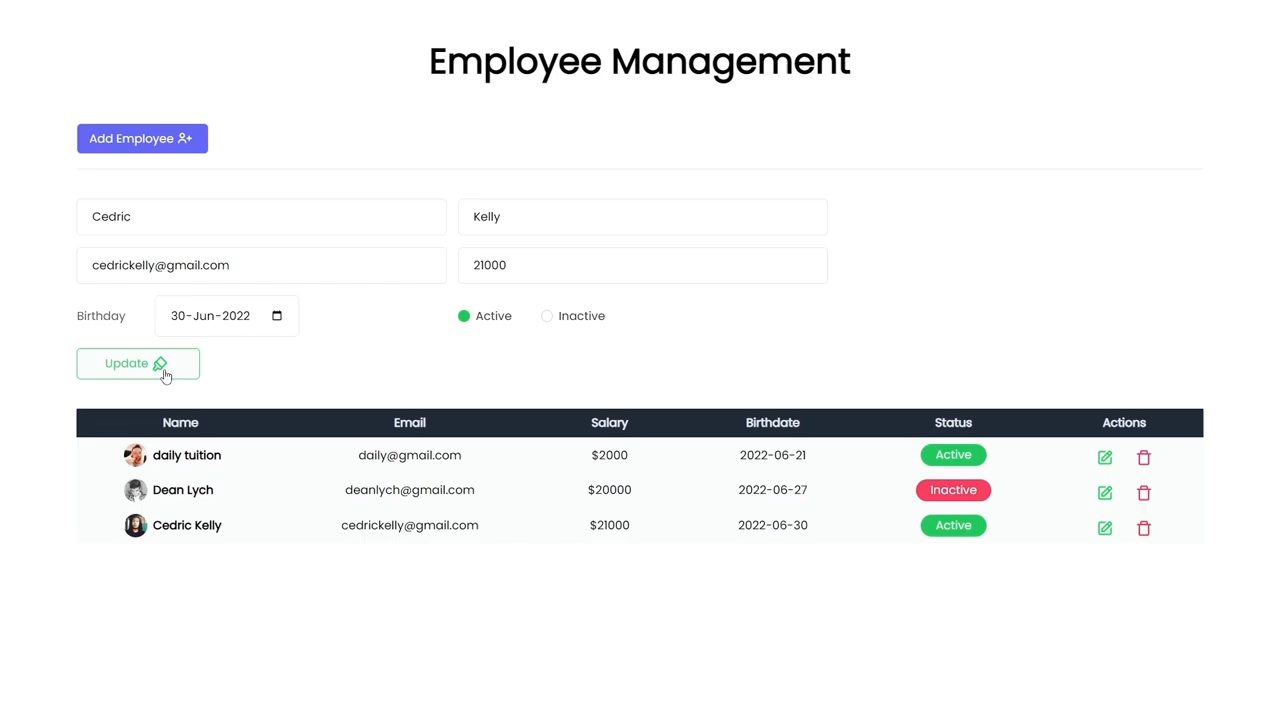 Employee Management
Add Employee
Cedric Kelly
cedrickelly@gmail.com 21000
Birthday 30-Jun-2022 Active Inactive
Update
Name Email Salary Birthdate Status Actions
daily tuition daily@gmail.com $2000 2022-06-21 Active
Dean Lych deanlych@gmail.com $20000 2022-06-27 Inactive
Cedric Kelly cedrickelly@gmail.com $21000 2022-06-30 Active